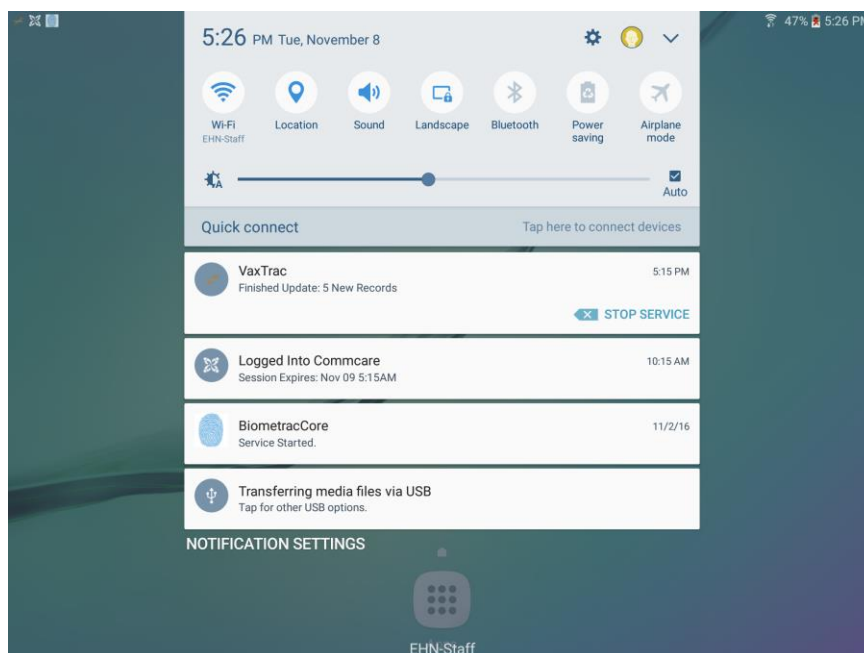 47% 5:26 PM
5:26 PM Tue, November 8
Wi-Fi
EHN-Staff
Location
Sound
Landscape
Bluetooth
Power
saving
Airplane
mode
A
Auto
Quick connect
Tap here to connect devices
VaxTrac
5:15 PM
Finished Update: 5 New Records
STOP SERVICE
Logged Into Commcare
10:15 AM
Session Expires: Nov 09 5:15AM
BiometracCore
11/2/16
Service Started.
Transferring media files via USB
Tap for other USB options.
NOTIFICATION SETTINGS
EHN-Staff